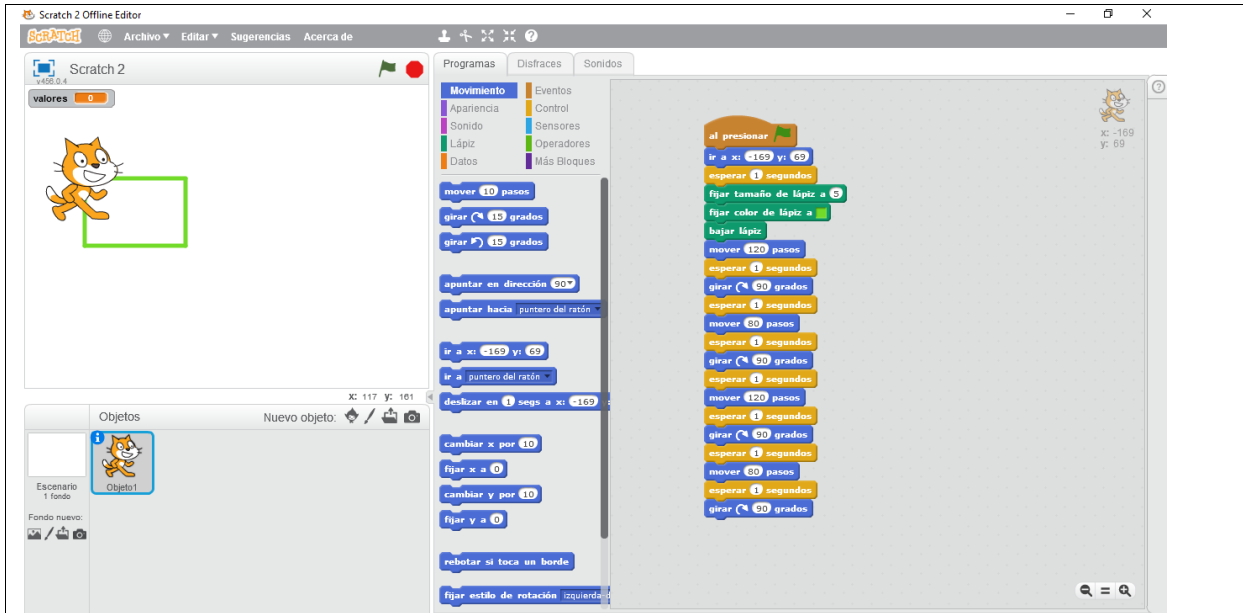 Scratch 2 Offline Editor
SCRATCH Archivo Editar Sugerencias Acerca de
Scratch 2
v456.0.4
valores 0
X: 117 y: 161
Objetos Nuevo objeto:
Escenario
1 fondo
Fondo nuevo:
Objeto1
Programas Disfraces Sonidos
Movimiento Eventos
Apariencia Control
Sonido Sensores
Lápiz Operadores
Datos Más Bloques
mover 10 pasos
girar 15 grados
girar 15 grados
apuntar en dirección 90
apuntar hacia puntero del ratón
ir a x: -169 y: 69
ir a puntero del ratón
deslizar en 1 segs a x: -169
cambiar x por 10
fijar x a 0
cambiar y por 10
fijar y a 0
rebotar si toca un borde
fijar estilo de rotación izquierda-d
al presionar
ir a x: -169 y: 69
esperar 1 segundos
fijar tamaño de lápiz a 5
fijar color de lápiz a
bajar lápiz
mover 120 pasos
esperar 1 segundos
girar 90 grados
esperar 1 segundos
mover 80 pasos
esperar 1 segundos
girar 90 grados
esperar 1 segundos
mover 120 pasos
esperar 1 segundos
girar 90 grados
esperar 1 segundos
mover 80 pasos
esperar 1 segundos
girar 90 grados
x: -169
y: 69